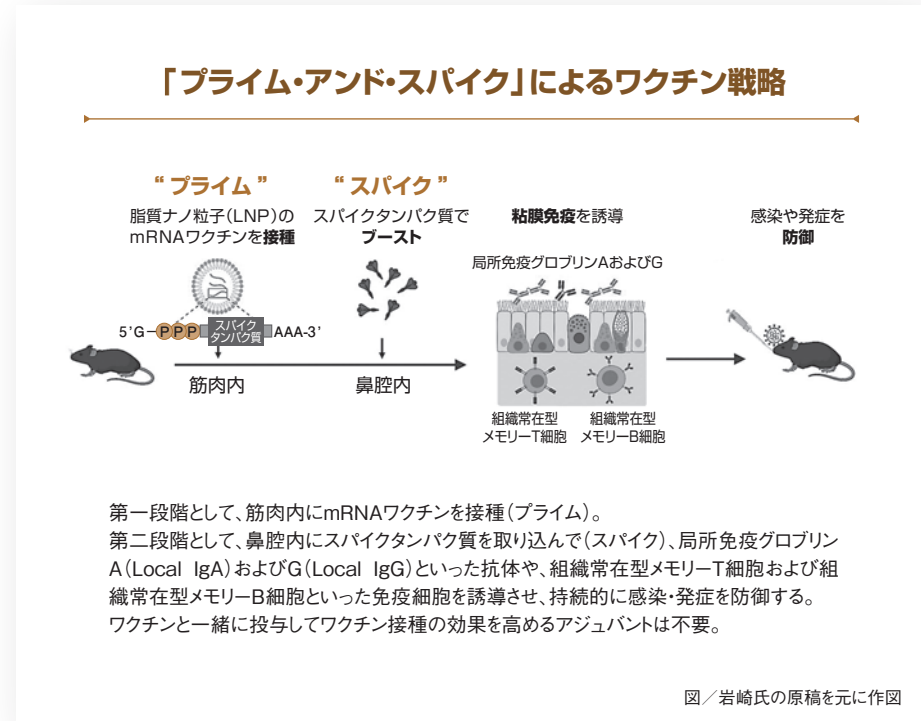 「プライム・アンド・スパイク」によるワクチン戦略
“ プライム ”
脂質ナノ粒子(LNP)の
mRNAワクチンを接種
“ スパイク ”
スパイクタンパク質で
ブースト
粘膜免疫を誘導
感染や発症を
防御
局所免疫グロブリンAおよびG
5’G
PPP
スパイク
タンパク質
AAA-3’
筋肉内
鼻腔内
組織常在型
メモリーT細胞
組織常在型
メモリーB細胞
第一段階として、筋肉内にmRNAワクチンを接種(プライム)。
第二段階として、鼻腔内にスパイクタンパク質を取り込んで(スパイク)、局所免疫グロブリン
A(Local IgA)およびG(Local IgG)といった抗体や、組織常在型メモリーT細胞および組
織常在型メモリーB細胞といった免疫細胞を誘導させ、持続的に感染・発症を防御する。
ワクチンと一緒に投与してワクチン接種の効果を高めるアジュバントは不要。
図／岩崎氏の原稿を元に作図